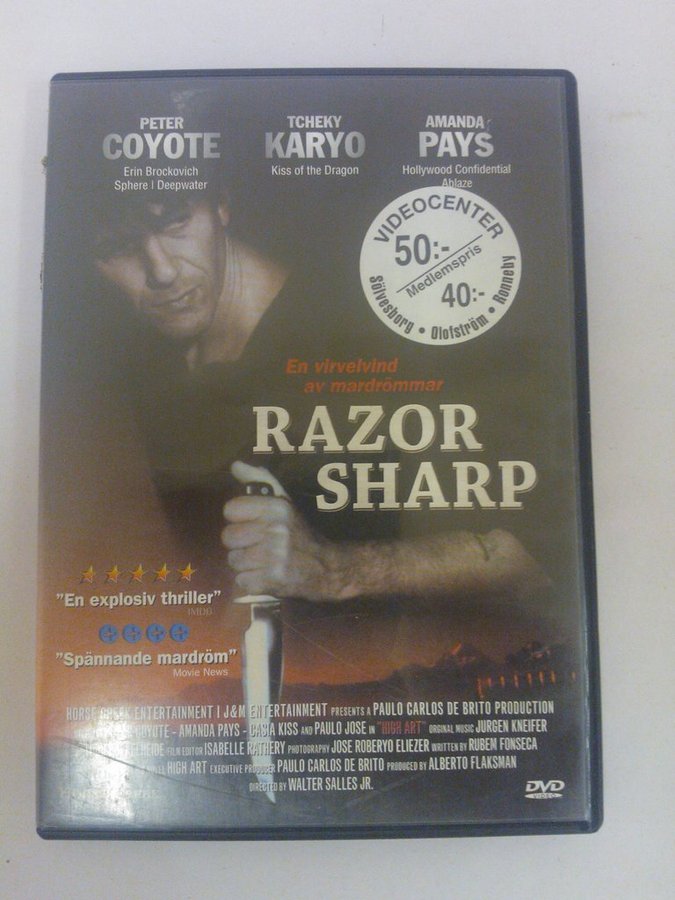 PETER
COYOTE
Erin Brockovich
Sphere | Deepwater
TCHEKY
KARYO
Kiss of the Dragon
AMANDA
PAYS
Hollywood Confidential
Ablaze
VIDEOCENTER
50:-
Medlemspris
40:-
Sölvesborg • Olofström • Ronneby
En virvelvind
av mardrömmar
RAZOR
SHARP
"En explosiv thriller"
IMDB
"Spännande mardröm"
Movie News
HORSE CREEK ENTERTAINMENT | J&M ENTERTAINMENT PRESENTS A PAULO CARLOS DE BRITO PRODUCTION
COYOTE - AMANDA PAYS - CASIA KISS AND PAULO JOSE IN "HIGH ART" ORGINAL MUSIC JURGEN KNEIFER
FILM EDITOR ISABELLE RATHERY PHOTOGRAPHY JOSE ROBERYO ELIEZER WRITTEN BY RUBEM FONSECA
HIGH ART EXECUTIVE PRODUCER PAULO CARLOS DE BRITO PRODUCED BY ALBERTO FLAKSMAN
DIRECTED BY WALTER SALLES JR.
DVD
VIDEO